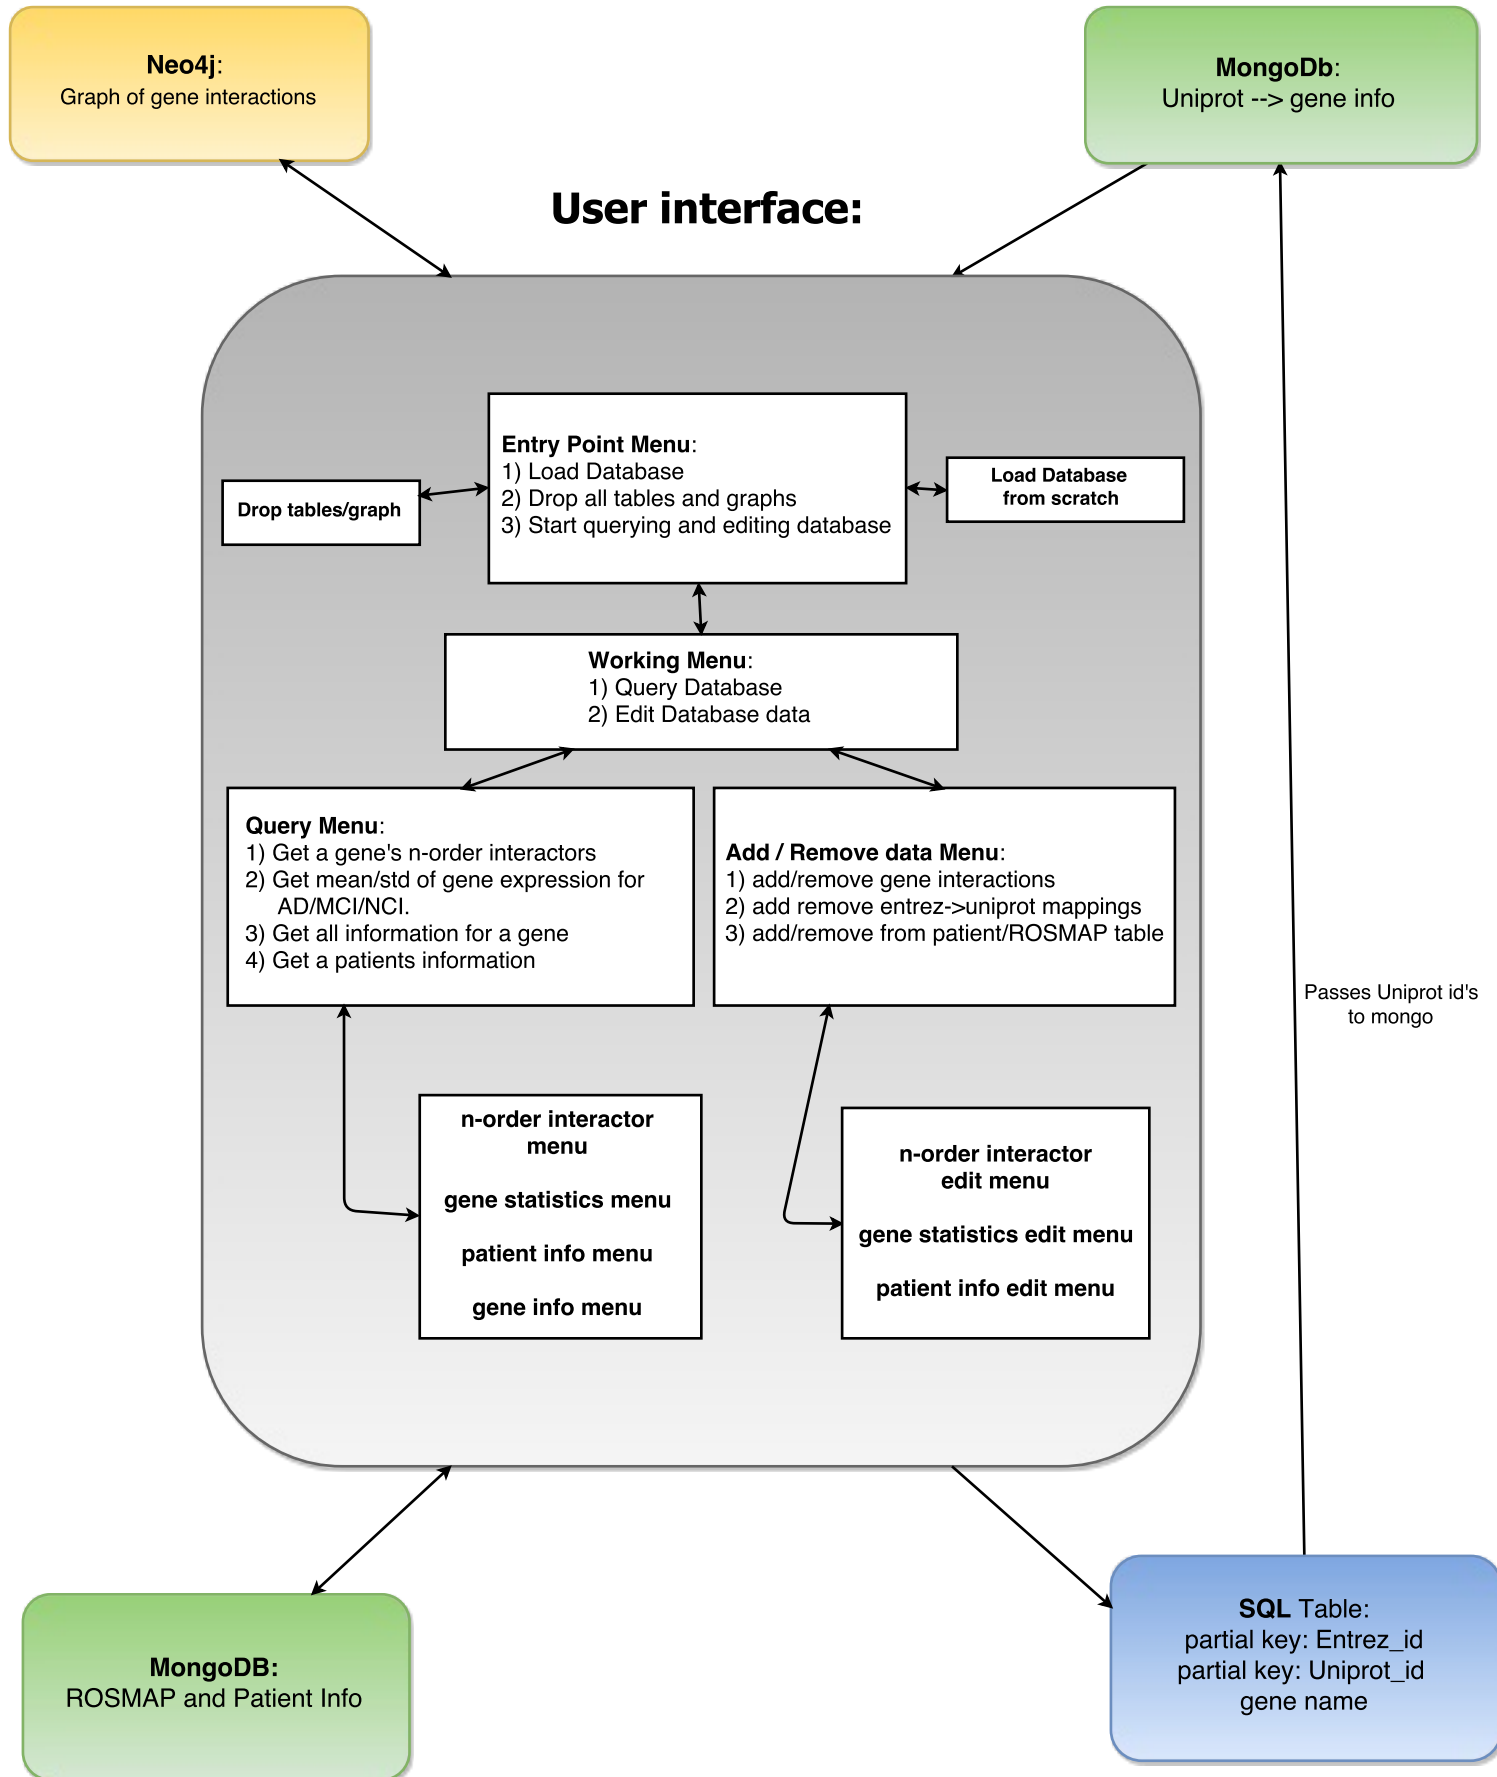 Neo4j:
Graph of gene interactions
MongoDb:
Uniprot --> gene info
User interface:
Entry Point Menu:
1) Load Database
2) Drop all tables and graphs
3) Start querying and editing database
Drop tables/graph
Load Database
from scratch
Working Menu:
1) Query Database
2) Edit Database data
Query Menu:
1) Get a gene's n-order interactors
2) Get mean/std of gene expression for
AD/MCI/NCI.
3) Get all information for a gene
4) Get a patients information
Add / Remove data Menu:
1) add/remove gene interactions
2) add remove entrez->uniprot mappings
3) add/remove from patient/ROSMAP table
Passes Uniprot id's
to mongo
n-order interactor
menu
gene statistics menu
patient info menu
gene info menu
n-order interactor
edit menu
gene statistics edit menu
patient info edit menu
MongoDB:
ROSMAP and Patient Info
SQL Table:
partial key: Entrez_id
partial key: Uniprot_id
gene name